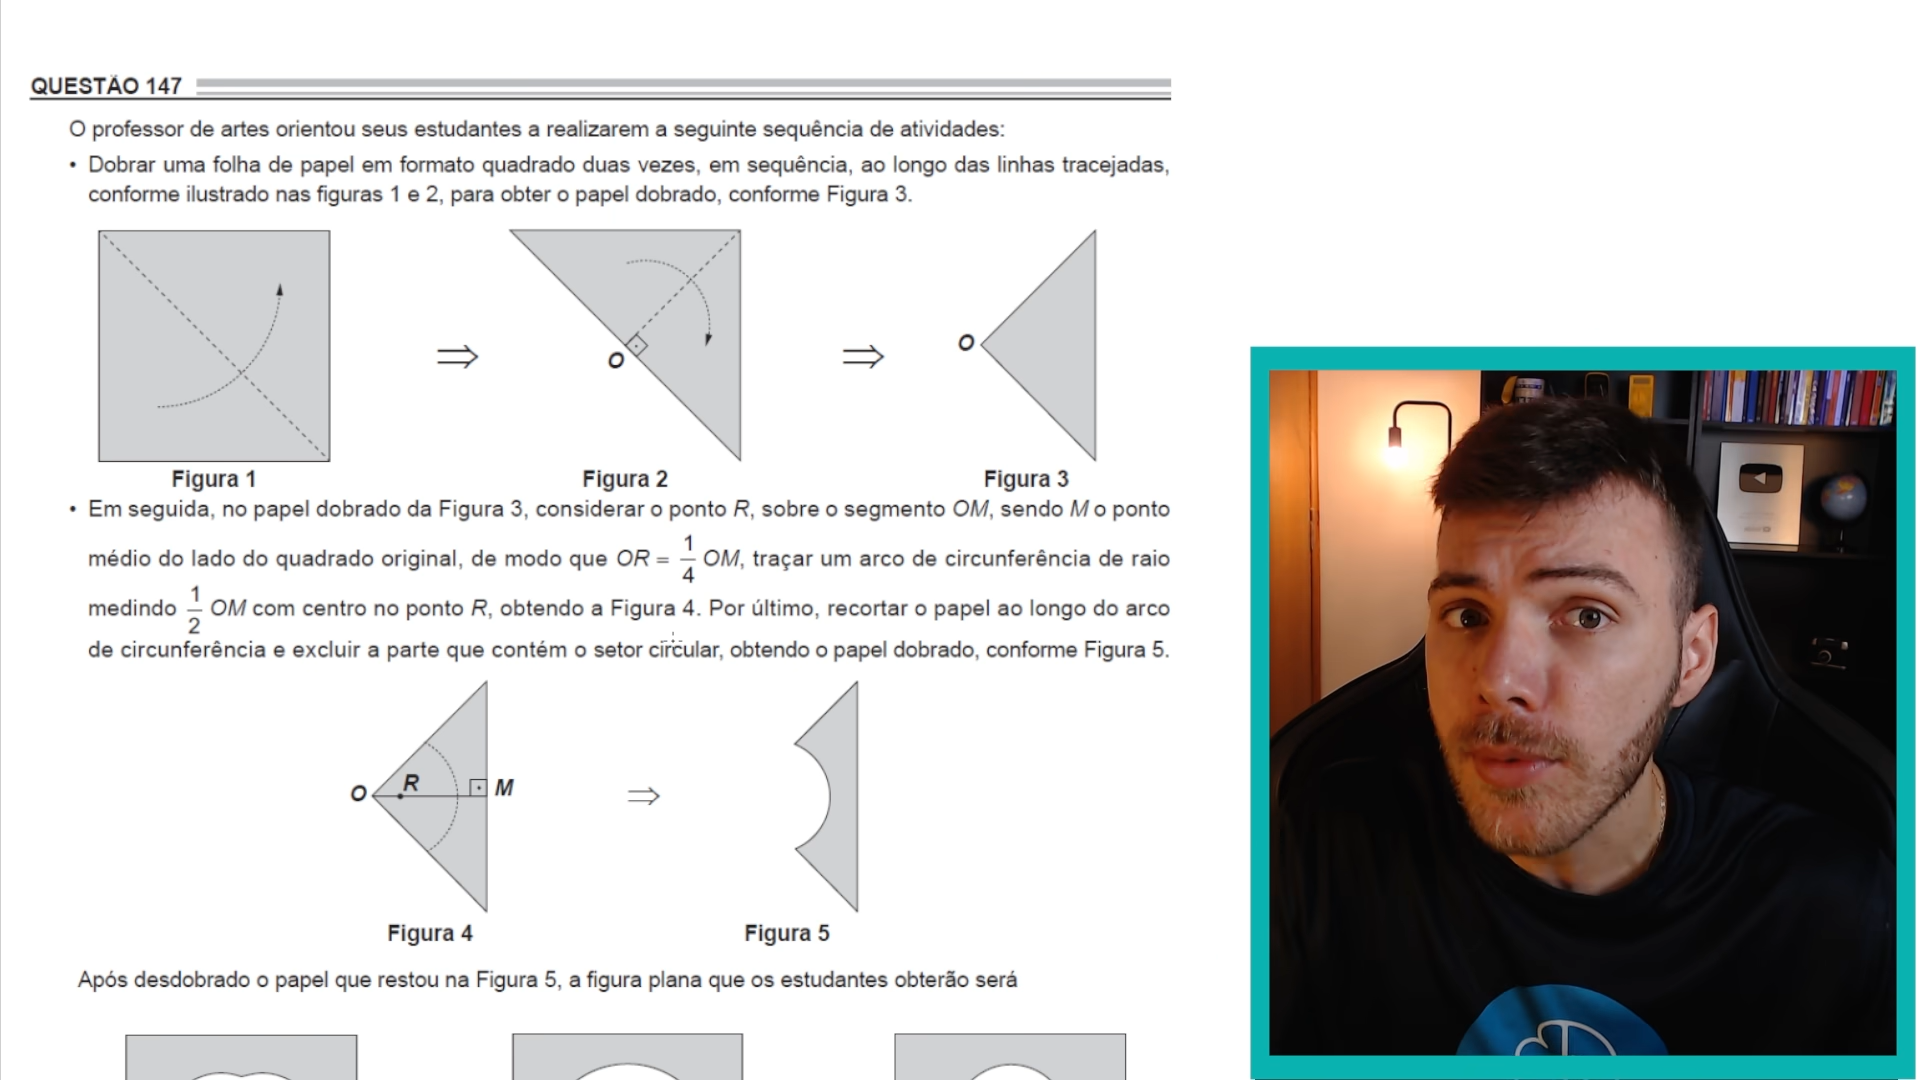 QUESTÃO 147
O professor de artes orientou seus estudantes a realizarem a seguinte sequência de atividades:
• Dobrar uma folha de papel em formato quadrado duas vezes, em sequência, ao longo das linhas tracejadas,
conforme ilustrado nas figuras 1 e 2, para obter o papel dobrado, conforme Figura 3.
O
O
Figura 1
Figura 2
Figura 3
• Em seguida, no papel dobrado da Figura 3, considerar o ponto R, sobre o segmento OM, sendo M o ponto
médio do lado do quadrado original, de modo que OR = 1/4 OM, traçar um arco de circunferência de raio
medindo 1/2 OM com centro no ponto R, obtendo a Figura 4. Por último, recortar o papel ao longo do arco
de circunferência e excluir a parte que contém o setor circular, obtendo o papel dobrado, conforme Figura 5.
O R M
Figura 4
Figura 5
Após desdobrado o papel que restou na Figura 5, a figura plana que os estudantes obterão será